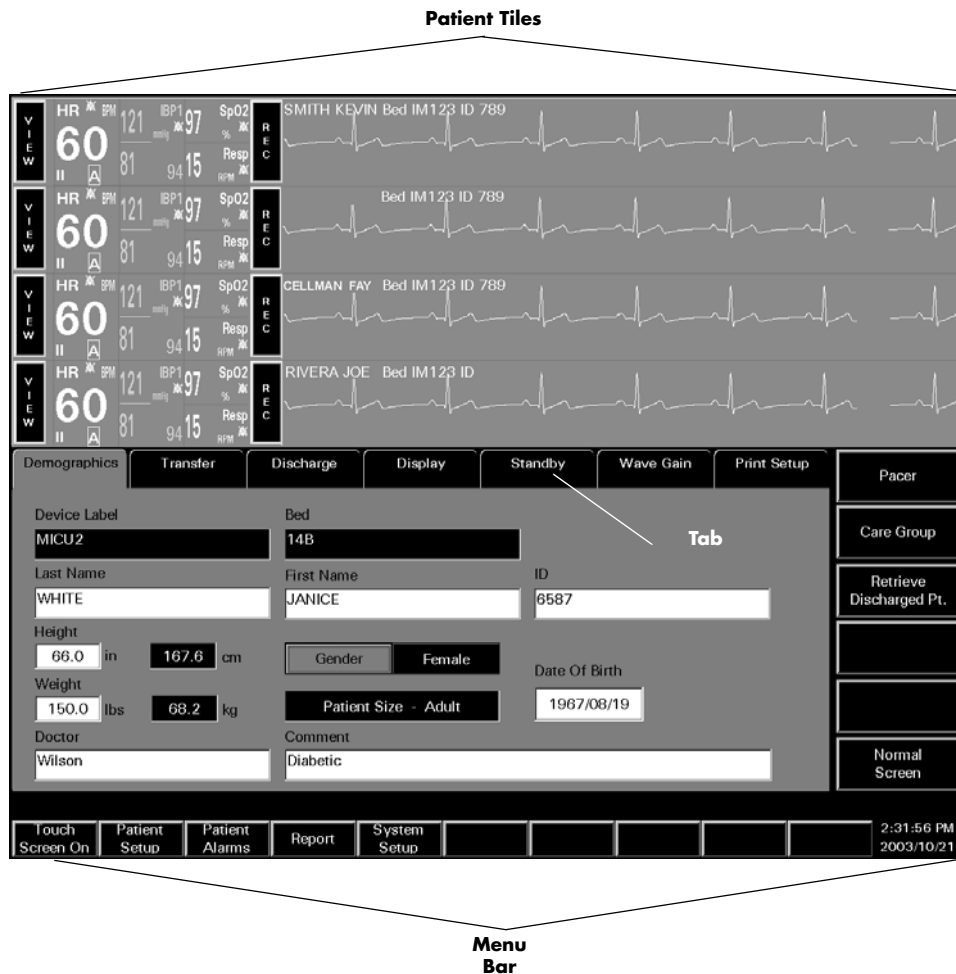 Patient Tiles
VIEW HR BPM 121 IBP1 97 SpO2 REC SMITH KEVIN Bed IM123 ID 789
60 mmHg %
81 94 15 Resp
II A RPM
VIEW HR BPM 121 IBP1 97 SpO2 REC Bed IM123 ID 789
60 mmHg %
81 94 15 Resp
II A RPM
VIEW HR BPM 121 IBP1 97 SpO2 REC CELLMAN FAY Bed IM123 ID 789
60 mmHg %
81 94 15 Resp
II A RPM
VIEW HR BPM 121 IBP1 97 SpO2 REC RIVERA JOE Bed IM123 ID
60 mmHg %
81 94 15 Resp
II A RPM
Demographics Transfer Discharge Display Standby Wave Gain Print Setup
Pacer
Care Group
Retrieve
Discharged Pt.
Normal
Screen
Tab
Device Label Bed
MICU2 14B
Last Name First Name ID
WHITE JANICE 6587
Height
66.0 in 167.6 cm Gender Female
Date Of Birth
Weight
150.0 lbs 68.2 kg Patient Size - Adult 1967/08/19
Doctor Comment
Wilson Diabetic
Touch
Screen On
Patient
Setup
Patient
Alarms
Report
System
Setup
2:31:56 PM
2003/10/21
Menu
Bar